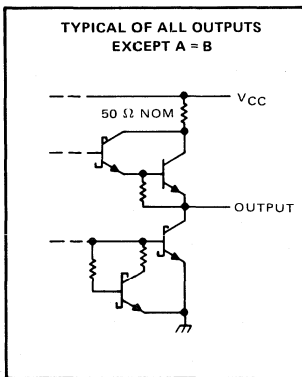 TYPICAL OF ALL OUTPUTS
EXCEPT A = B
VCC
50 Ω NOM
OUTPUT